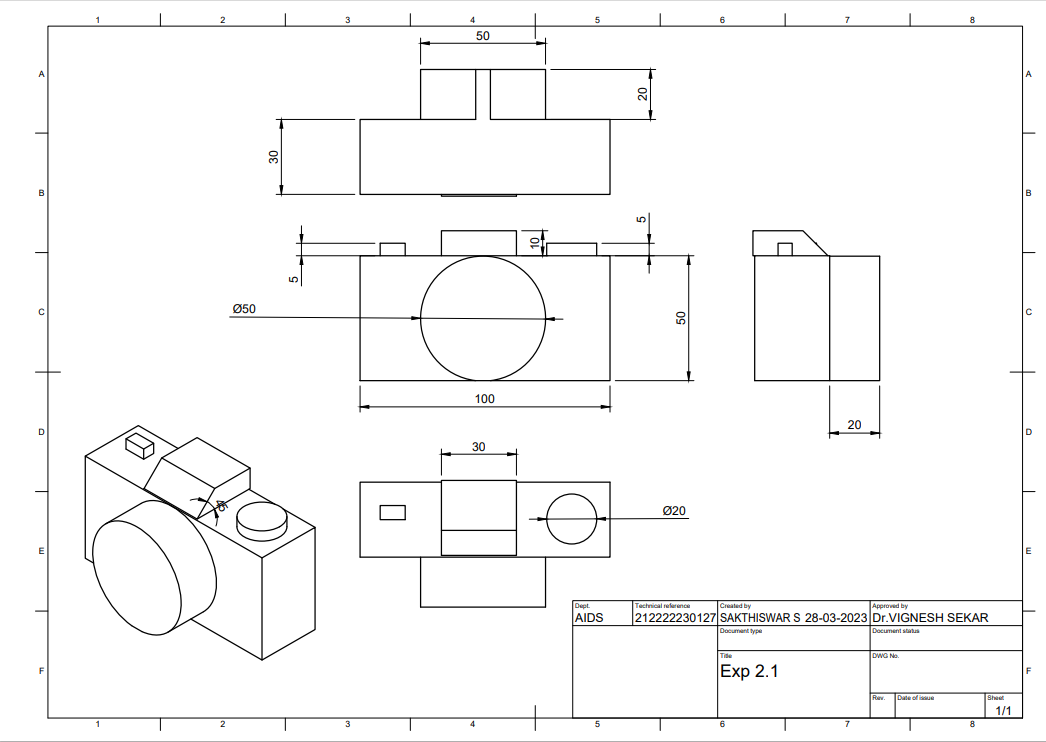 1 2 3 4 5 6 7 8
50
A A
20
30
B B
5
10
5
Ø50
C C
50
100
20
D D
30
45
Ø20
E E
Dept. Technical reference Created by Approved by
AIDS 212222230127 SAKTHISWAR S 28-03-2023 Dr.VIGNESH SEKAR
Document type Document status
Title DWG No.
Exp 2.1
F F
Rev. Date of issue Sheet
1/1
1 2 3 4 5 6 7 8